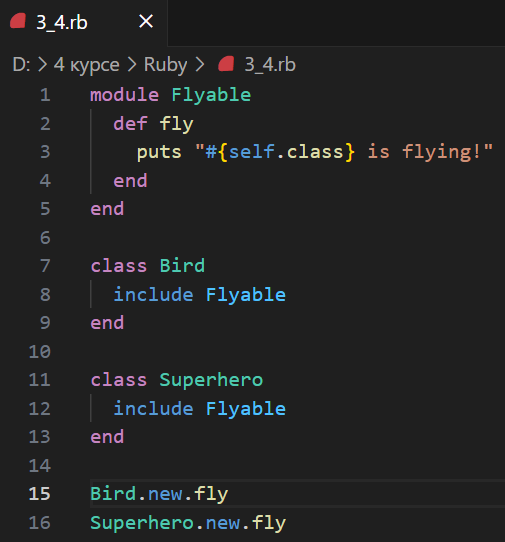 3_4.rb ×
D: > 4 курсе > Ruby > 3_4.rb
1 module Flyable
2   def fly
3     puts "#{self.class} is flying!"
4   end
5 end
6
7 class Bird
8   include Flyable
9 end
10
11 class Superhero
12   include Flyable
13 end
14
15 Bird.new.fly
16 Superhero.new.fly